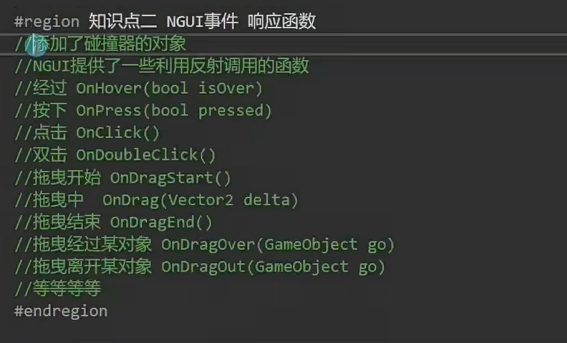 #region 知识点二 NGUI事件 响应函数
//添加了碰撞器的对象
//NGUI提供了一些利用反射调用的函数
//经过 OnHover(bool isOver)
//按下 OnPress(bool pressed)
//点击 OnClick()
//双击 OnDoubleClick()
//拖曳开始 OnDragStart()
//拖曳中  OnDrag(Vector2 delta)
//拖曳结束 OnDragEnd()
//拖曳经过某对象 OnDragOver(GameObject go)
//拖曳离开某对象 OnDragOut(GameObject go)
//等等等等
#endregion